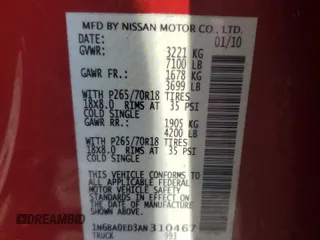 MFD BY NISSAN MOTOR CO., LTD.
01/10
GVWR: 3221 KG
7100 LB
GAWR FR: 1678 KG
3699 LB
WITH P265/70R18 TIRES
18X8.0 RIMS AT 35 PSI
COLD SINGLE
GAWR RR: 1905 KG
4200 LB
WITH P265/70R18 TIRES
18X8.0 RIMS AT 35 PSI
COLD SINGLE
THIS VEHICLE CONFORMS TO
ALL APPLICABLE FEDERAL
MOTOR VEHICLE SAFETY
STANDARDS IN EFFECT ON
THE DATE OF MANUFACTURE
SHOWN ABOVE.
1N6BA0ED3AN310467
TRUCK 993
DREAMBID